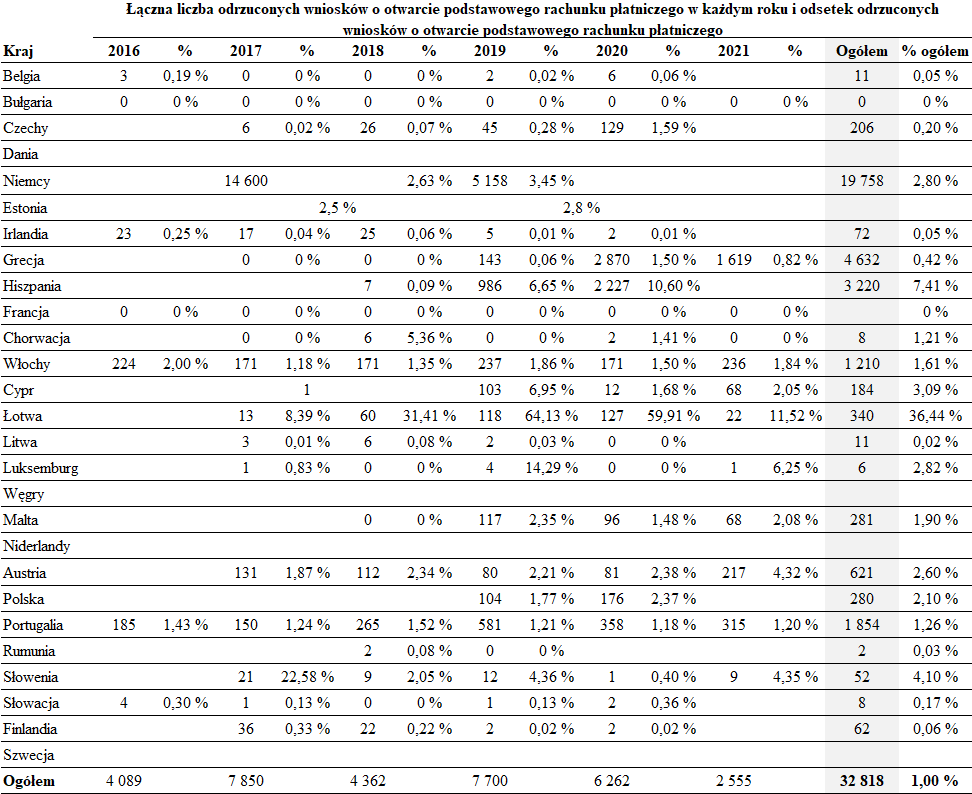 Łączna liczba odrzuconych wniosków o otwarcie podstawowego rachunku płatniczego w każdym roku i odsetek odrzuconych
wniosków o otwarcie podstawowego rachunku płatniczego
Kraj 2016 % 2017 % 2018 % 2019 % 2020 % 2021 % Ogółem % ogółem
Belgia 3 0,19 % 0 0 % 0 0 % 2 0,02 % 6 0,06 % 11 0,05 %
Bułgaria 0 0 % 0 0 % 0 0 % 0 0 % 0 0 % 0 0 % 0 0 %
Czechy 6 0,02 % 26 0,07 % 45 0,28 % 129 1,59 % 206 0,20 %
Dania
Niemcy 14 600 2,63 % 5 158 3,45 % 19 758 2,80 %
Estonia 2,5 % 2,8 %
Irlandia 23 0,25 % 17 0,04 % 25 0,06 % 5 0,01 % 2 0,01 % 72 0,05 %
Grecja 0 0 % 0 0 % 143 0,06 % 2 870 1,50 % 1 619 0,82 % 4 632 0,42 %
Hiszpania 7 0,09 % 986 6,65 % 2 227 10,60 % 3 220 7,41 %
Francja 0 0 % 0 0 % 0 0 % 0 0 % 0 0 % 0 0 % 0 %
Chorwacja 0 0 % 6 5,36 % 0 0 % 2 1,41 % 0 0 % 8 1,21 %
Włochy 224 2,00 % 171 1,18 % 171 1,35 % 237 1,86 % 171 1,50 % 236 1,84 % 1 210 1,61 %
Cypr 1 103 6,95 % 12 1,68 % 68 2,05 % 184 3,09 %
Łotwa 13 8,39 % 60 31,41 % 118 64,13 % 127 59,91 % 22 11,52 % 340 36,44 %
Litwa 3 0,01 % 6 0,08 % 2 0,03 % 0 0 % 11 0,02 %
Luksemburg 1 0,83 % 0 0 % 4 14,29 % 0 0 % 1 6,25 % 6 2,82 %
Węgry
Malta 0 0 % 117 2,35 % 96 1,48 % 68 2,08 % 281 1,90 %
Niderlandy
Austria 131 1,87 % 112 2,34 % 80 2,21 % 81 2,38 % 217 4,32 % 621 2,60 %
Polska 104 1,77 % 176 2,37 % 280 2,10 %
Portugalia 185 1,43 % 150 1,24 % 265 1,52 % 581 1,21 % 358 1,18 % 315 1,20 % 1 854 1,26 %
Rumunia 2 0,08 % 0 0 % 2 0,03 %
Słowenia 21 22,58 % 9 2,05 % 12 4,36 % 1 0,40 % 9 4,35 % 52 4,10 %
Słowacja 4 0,30 % 1 0,13 % 0 0 % 1 0,13 % 2 0,36 % 8 0,17 %
Finlandia 36 0,33 % 22 0,22 % 2 0,02 % 2 0,02 % 62 0,06 %
Szwecja
Ogółem 4 089 7 850 4 362 7 700 6 262 2 555 32 818 1,00 %